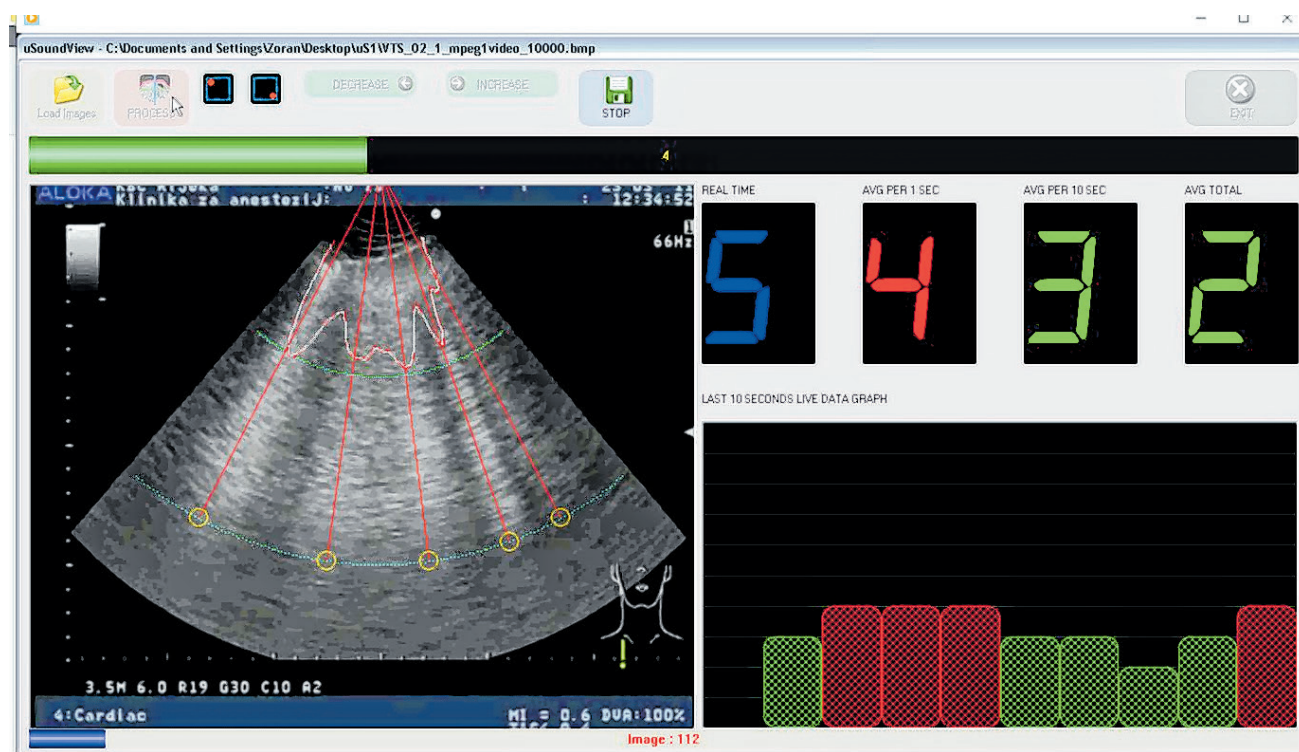 uSoundView - C:\Documents and Settings\Zoran\Desktop\uS1\VTS_02_1_mpeg1video_10000.bmp
Load Images
PROCESS
DECREASE
INCREASE
STOP
EXIT
4
ALOKA
Klinika za anestezij:
: 12:34:52
1
66Hz
REAL TIME
AVG PER 1 SEC
AVG PER 10 SEC
AVG TOTAL
5
4
3
2
LAST 10 SECONDS LIVE DATA GRAPH
3.5M 6.0 R19 G30 C10 A2
4:Cardiac
MI = 0.6 DVA:100%
Image : 112